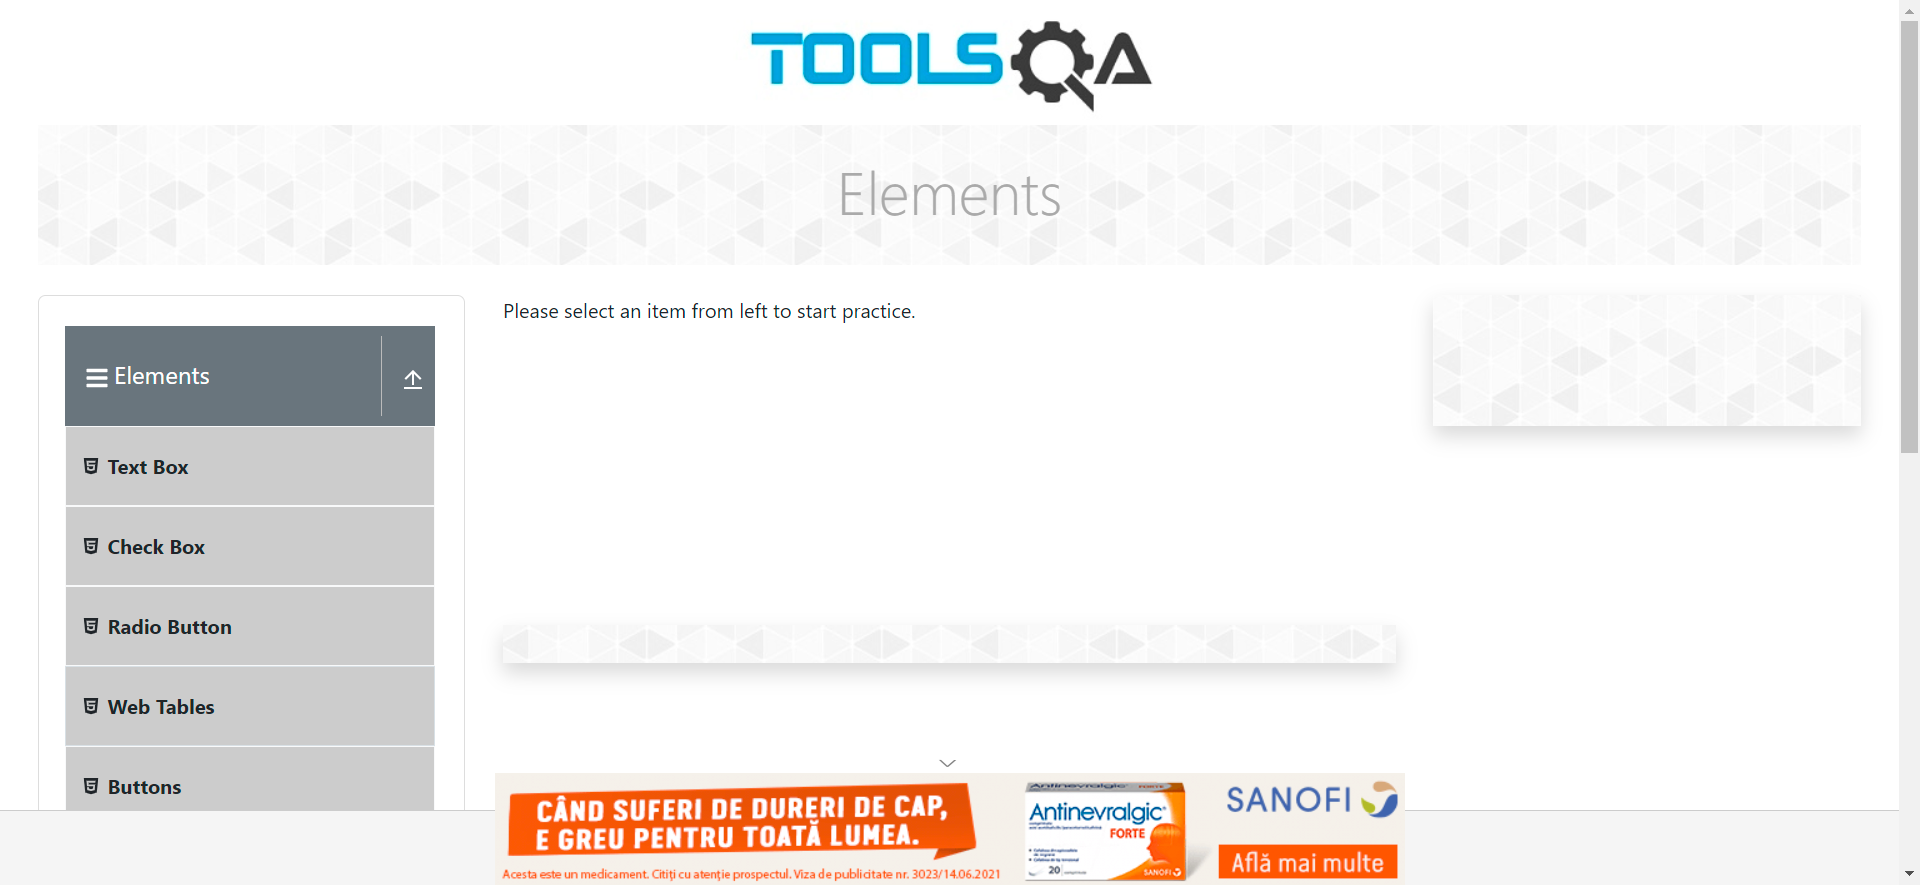 TOOLSQA
Elements
Please select an item from left to start practice.
Elements
Text Box
Check Box
Radio Button
Web Tables
Buttons
CÂND SUFERI DE DURERI DE CAP,
E GREU PENTRU TOATĂ LUMEA.
Acesta este un medicament. Citiți cu atenție prospectul. Viza de publicitate nr. 3023/14.06.2021
Antinevralgic FORTE
Antinevralgic®
FORTE
20
SANOFI
SANOFI
Află mai multe